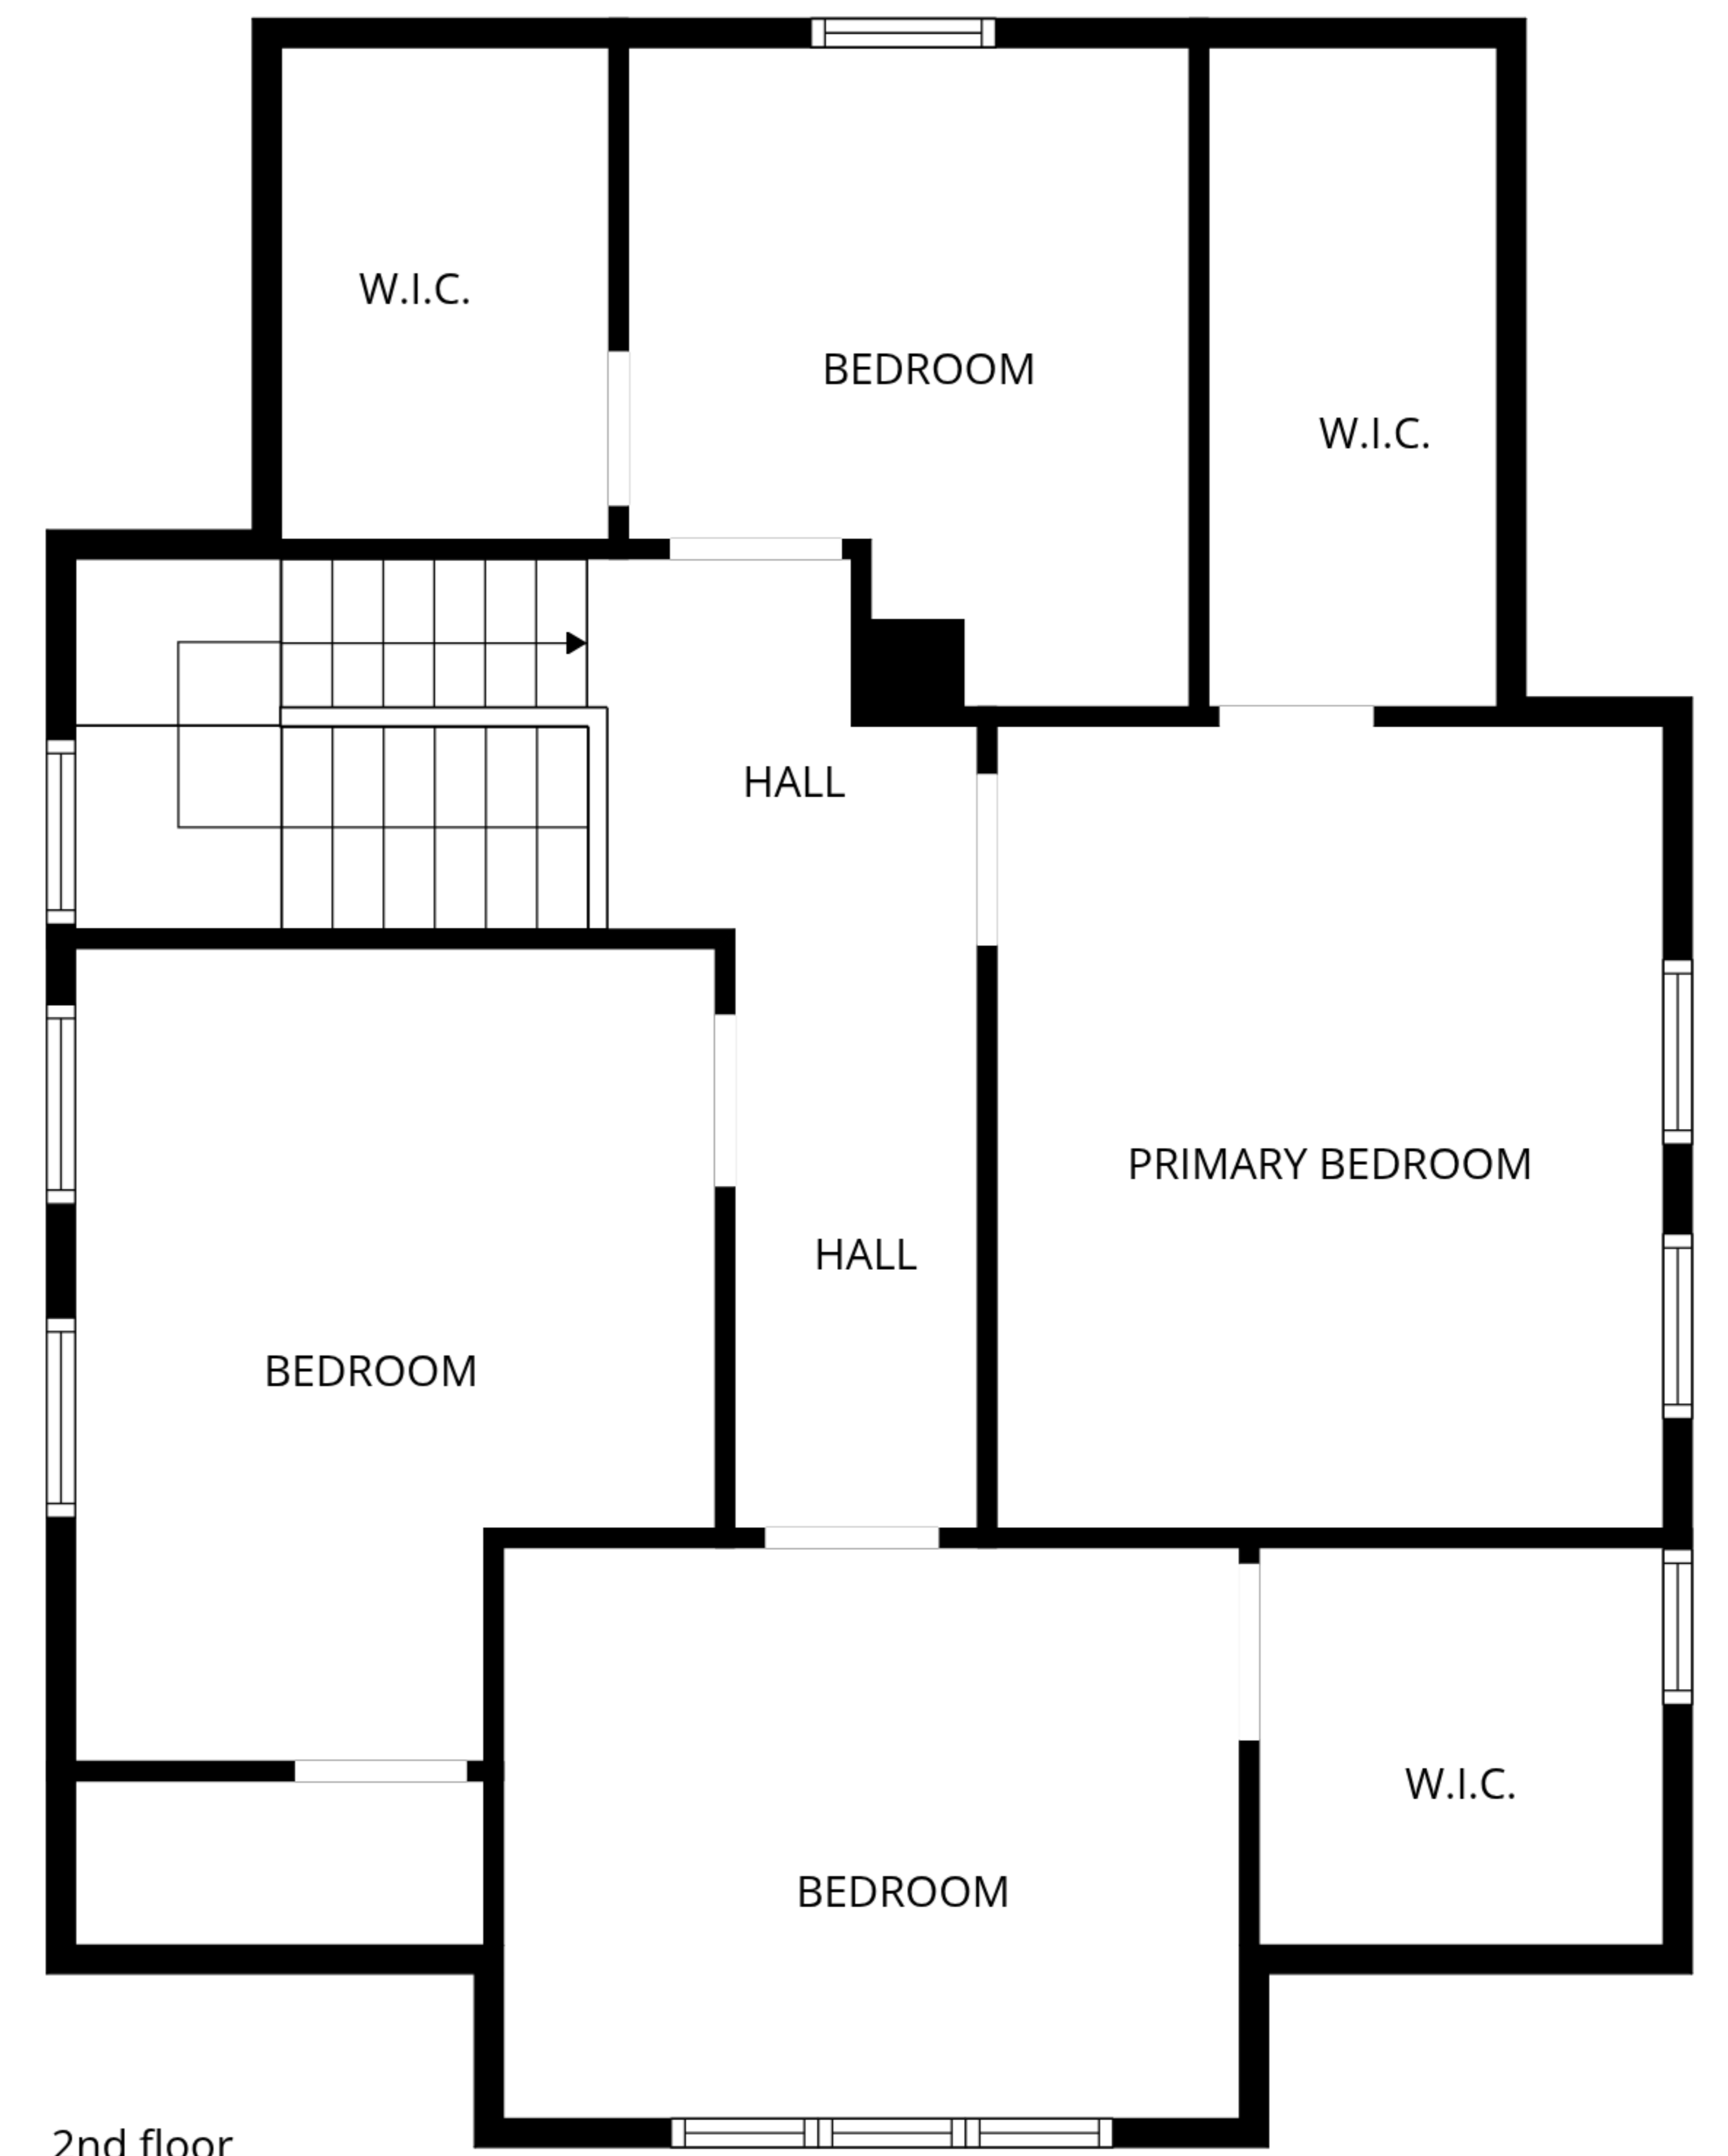 W.I.C.
BEDROOM
W.I.C.
HALL
PRIMARY BEDROOM
HALL
BEDROOM
W.I.C.
BEDROOM
2nd floor